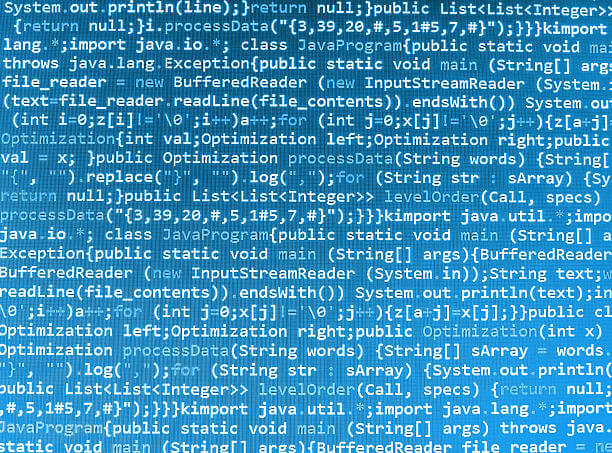 System.out.println(line);}return null;}public List<List<Integer>>
{return null;}i.processData("{3,39,20,#,5,1#5,7,#}");}}}kimport
lang.*;import java.io.*; class JavaProgram{public static void mai
throws java.lang.Exception{public static void main (String[] args
file_reader = new BufferedReader (new InputStreamReader (System.i
(text=file_reader.readLine(file_contents)).endsWith()) System.ou
(int i=0;z[i]!='\0';i++)a++;for (int j=0;x[j]!='\0';j++){z[a+j]=
Optimization{int val;Optimization left;Optimization right;public
val = x; }public Optimization processData(String words) {String[
"{", "").replace("}", "").log(",");for (String str : sArray) {Sy
return null;}public List<List<Integer>> levelOrder(Call, specs)
processData("{3,39,20,#,5,1#5,7,#}");}}}kimport java.util.*;impo
java.io.*; class JavaProgram{public static void main (String[] a
Exception{public static void main (String[] args){BufferedReader
BufferedReader (new InputStreamReader (System.in));String text;w
readLine(file_contents)).endsWith()) System.out.println(text);in
\0';i++)a++;for (int j=0;x[j]!='\0';j++){z[a+j]=x[j];}}public cl
Optimization left;Optimization right;public Optimization(int x)
Optimization processData(String words) {String[] sArray = words.
"}", "").log(",");for (String str : sArray) {System.out.println(
public List<List<Integer>> levelOrder(Call, specs) {return null;
,#,5,1#5,7,#}");}}}kimport java.util.*;import java.lang.*;import
JavaProgram{public static void main (String[] args) throws java.
static void main (String[] args){BufferedReader file_reader = ne